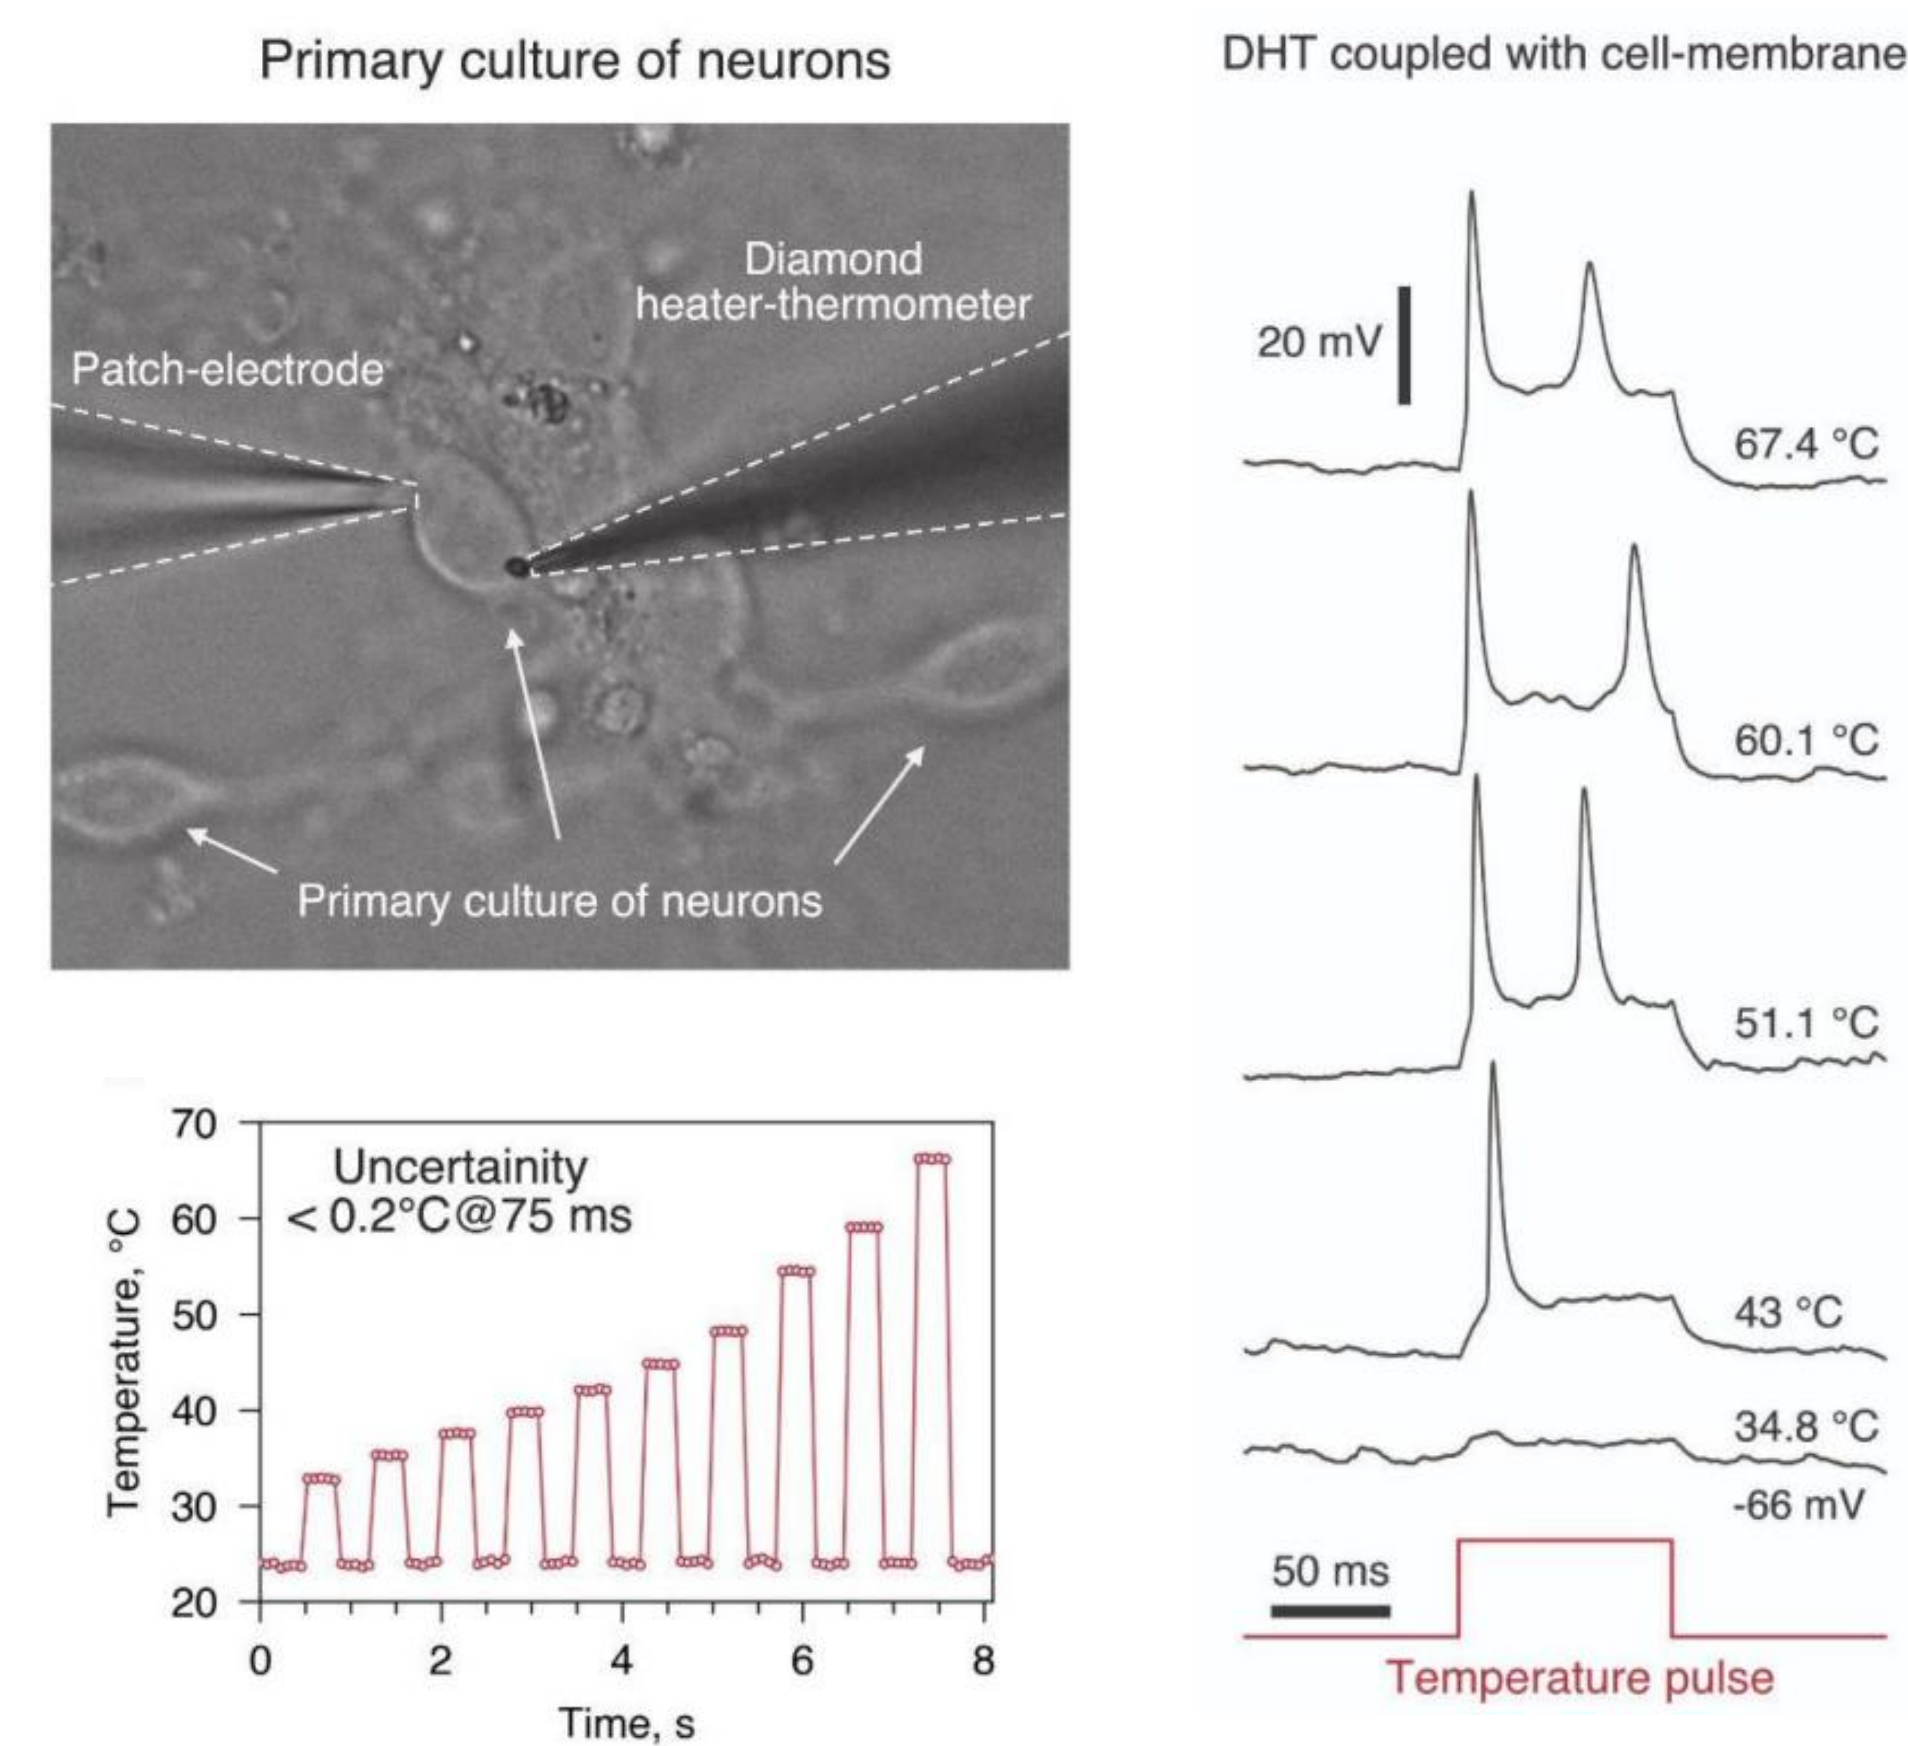 Primary culture of neurons
Patch-electrode
Diamond
heater-thermometer
Primary culture of neurons
70
60
50
40
30
20
Temperature, °C
Uncertainity
< 0.2°C@75 ms
0
2
4
6
8
Time, s
DHT coupled with cell-membrane
20 mV
67.4 °C
60.1 °C
51.1 °C
43 °C
34.8 °C
-66 mV
50 ms
Temperature pulse